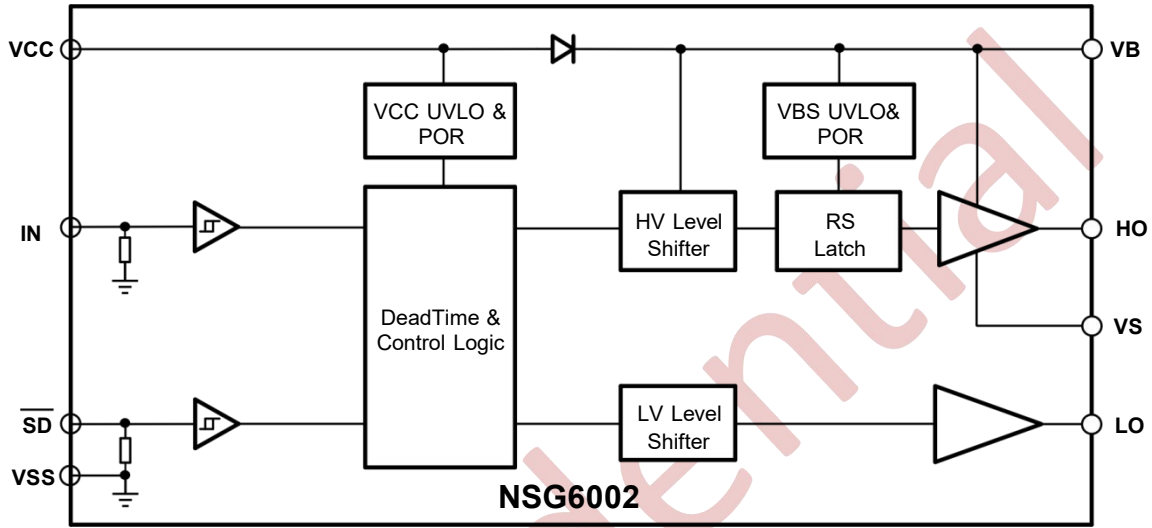 VCC
VB
VCC UVLO &
POR
VBS UVLO&
POR
IN
HV Level
Shifter
RS
Latch
HO
DeadTime &
Control Logic
VS
SD
LV Level
Shifter
LO
VSS
NSG6002
dential